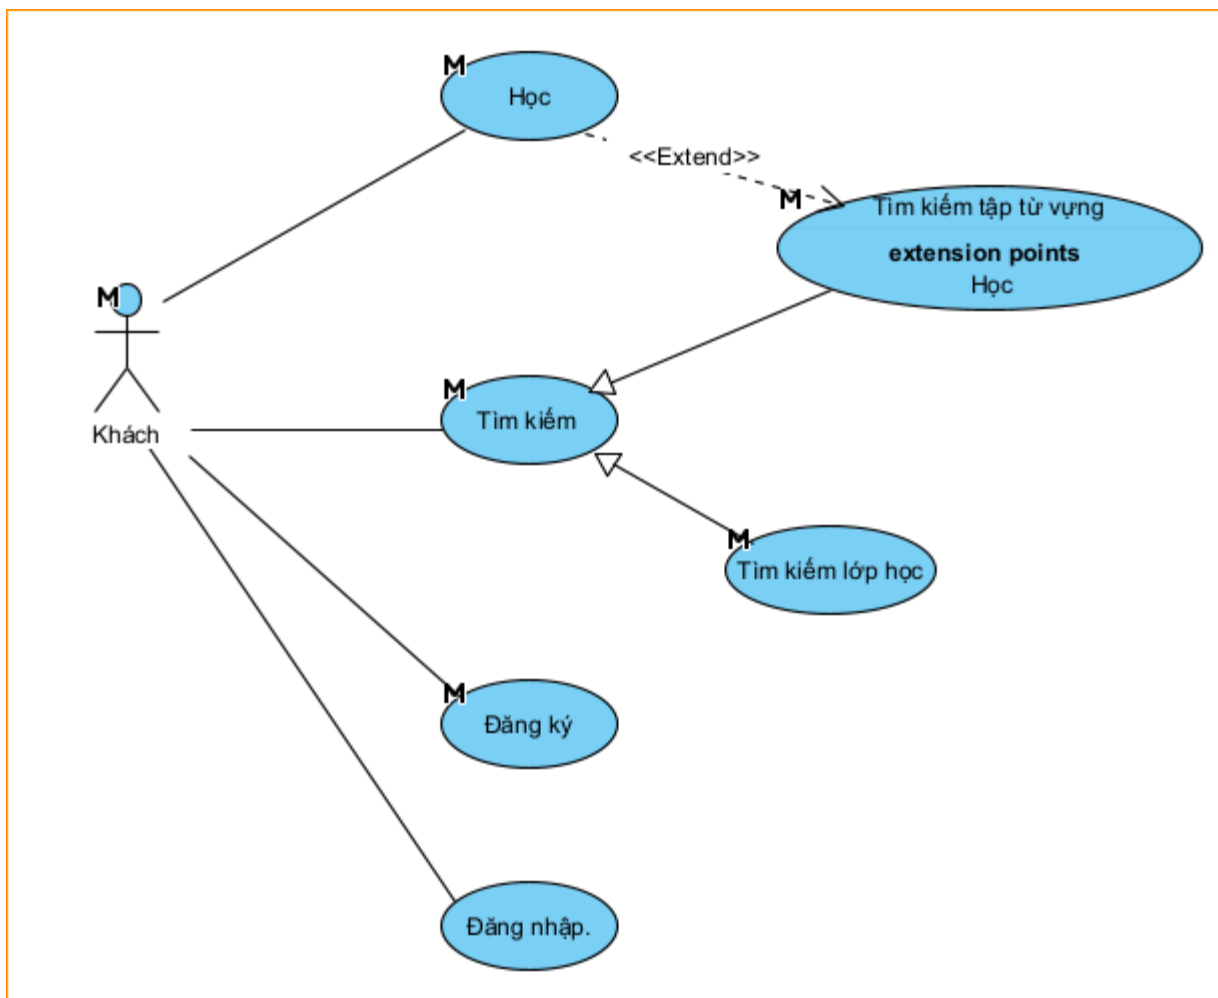 M
Học
<<Extend>>
M
Tìm kiếm tập từ vựng
extension points
Học
M
Khách
M
Tìm kiếm
M
Tìm kiếm lớp học
M
Đăng ký
Đăng nhập.